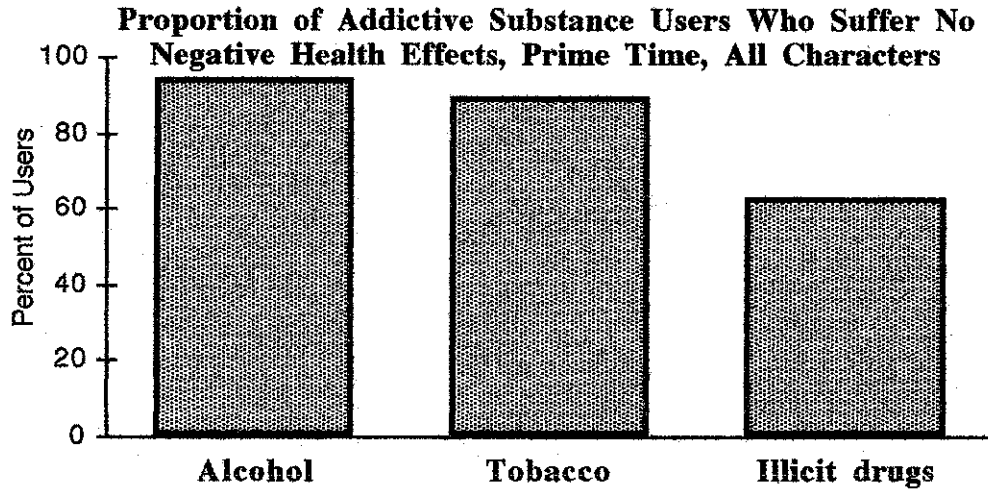 Proportion of Addictive Substance Users Who Suffer No
Negative Health Effects, Prime Time, All Characters
Percent of Users
100
80
60
40
20
0
Alcohol Tobacco Illicit drugs